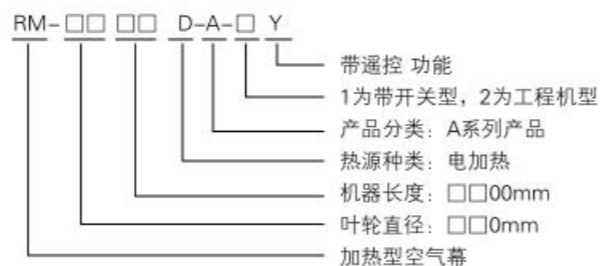 RM-□□ □□ D-A-□ Y
带遥控 功能
1为带开关型，2为工程机型
产品分类：A系列产品
热源种类：电加热
机器长度：□□00mm
叶轮直径：□□0mm
加热型空气幕